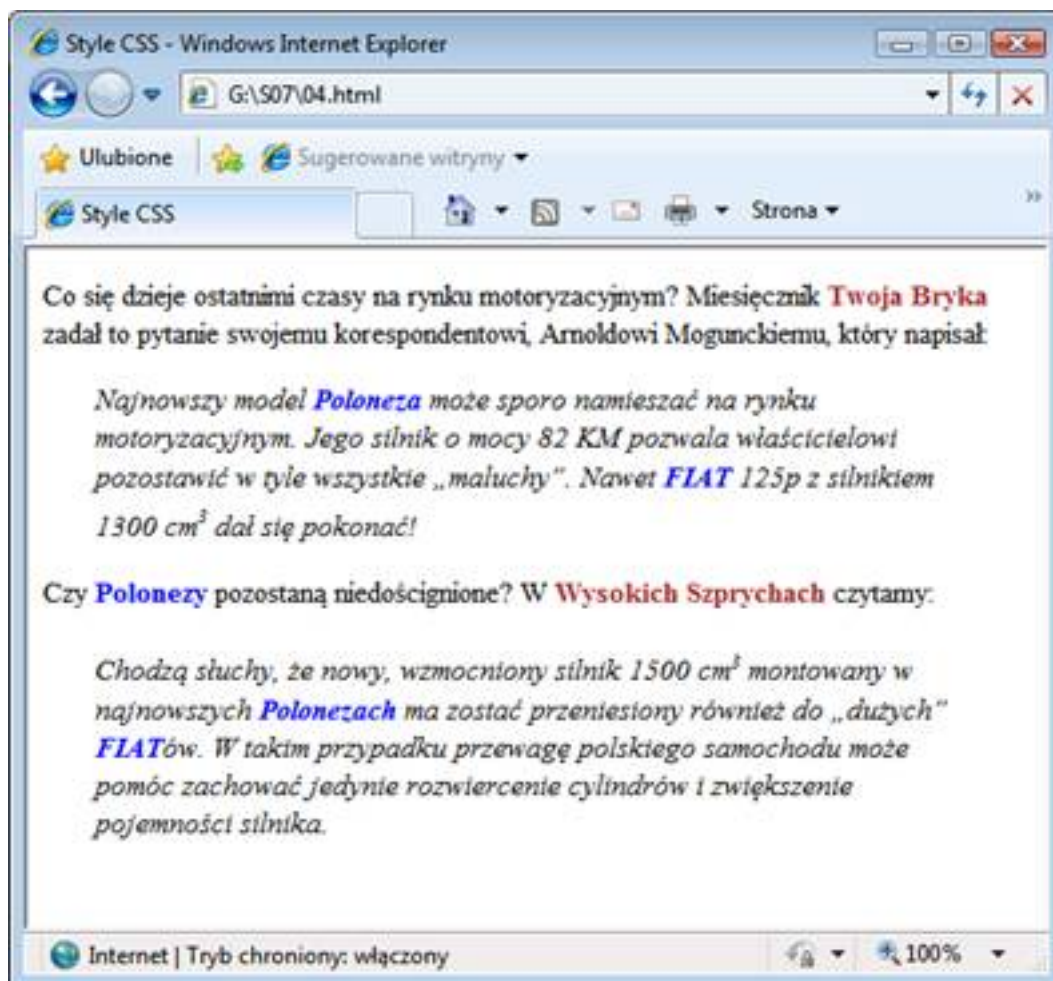 Style CSS - Windows Internet Explorer
G:\S07\04.html
Ulubione Sugerowane witryny
Style CSS Strona
Co się dzieje ostatnimi czasy na rynku motoryzacyjnym? Miesięcznik Twoja Bryka
zadał to pytanie swojemu korespondentowi, Arnoldowi Mogunckiemu, który napisał:
Najnowszy model Poloneza może sporo namieszać na rynku
motoryzacyjnym. Jego silnik o mocy 82 KM pozwala właścicielowi
pozostawić w tyle wszystkie „maluchy”. Nawet FIAT 125p z silnikiem
1300 cm³ dał się pokonać!
Czy Polonezy pozostaną niedoścignione? W Wysokich Szprychach czytamy:
Chodzą słuchy, że nowy, wzmocniony silnik 1500 cm³ montowany w
najnowszych Polonezach ma zostać przeniesiony również do „dużych”
FIATów. W takim przypadku przewagę polskiego samochodu może
pomóc zachować jedynie rozwiercenie cylindrów i zwiększenie
pojemności silnika.
Internet | Tryb chroniony: włączony 100%